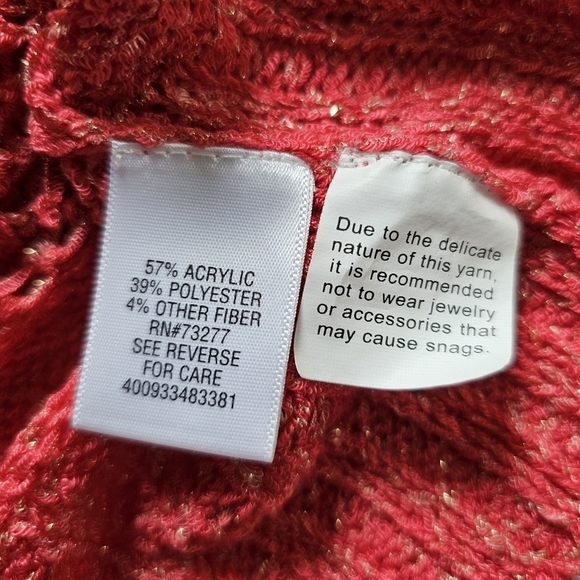 57% ACRYLIC
39% POLYESTER
4% OTHER FIBER
RN#73277
SEE REVERSE
FOR CARE
400933483381
Due to the delicate
nature of this yarn,
it is recommended
not to wear jewelry
or accessories that
may cause snags.